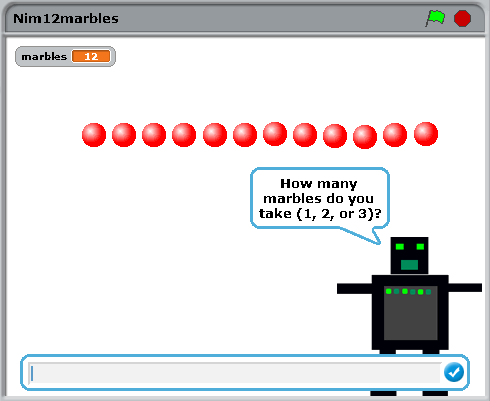 Nim12marbles
marbles 12
How many
marbles do you
take (1, 2, or 3)?